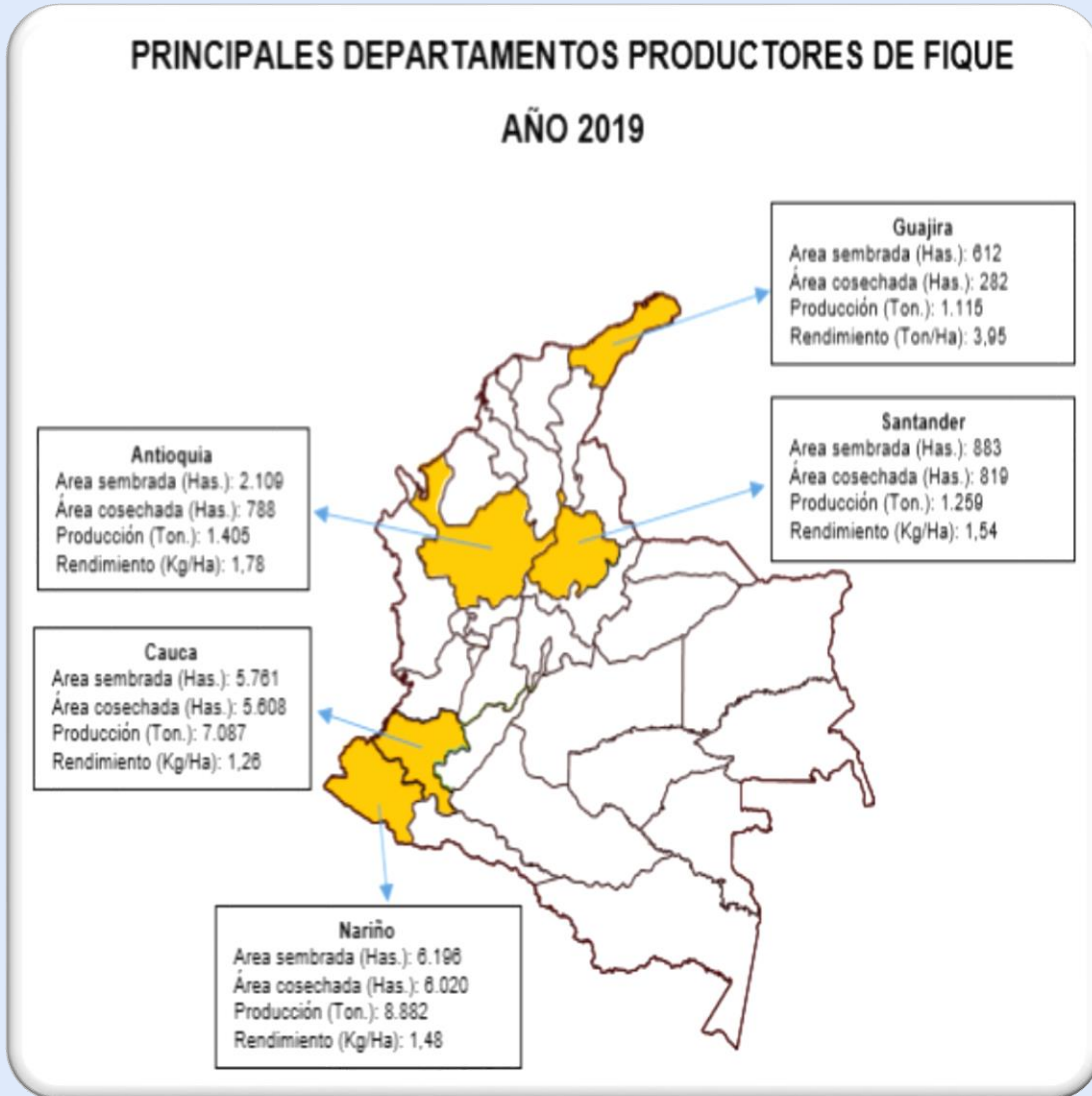 PRINCIPALES DEPARTAMENTOS PRODUCTORES DE FIQUE
AÑO 2019
Guajira
Area sembrada (Has.): 612
Área cosechada (Has.): 282
Producción (Ton.): 1.115
Rendimiento (Ton/Ha): 3,95
Santander
Area sembrada (Has.): 883
Área cosechada (Has.): 819
Producción (Ton.): 1.259
Rendimiento (Kg/Ha): 1,54
Antioquia
Area sembrada (Has.): 2.109
Área cosechada (Has.): 788
Producción (Ton.): 1.405
Rendimiento (Kg/Ha): 1,78
Cauca
Area sembrada (Has.): 5.761
Área cosechada (Has.): 5.608
Producción (Ton.): 7.087
Rendimiento (Kg/Ha): 1,26
Nariño
Area sembrada (Has.): 6.196
Área cosechada (Has.): 6.020
Producción (Ton.): 8.882
Rendimiento (Kg/Ha): 1,48